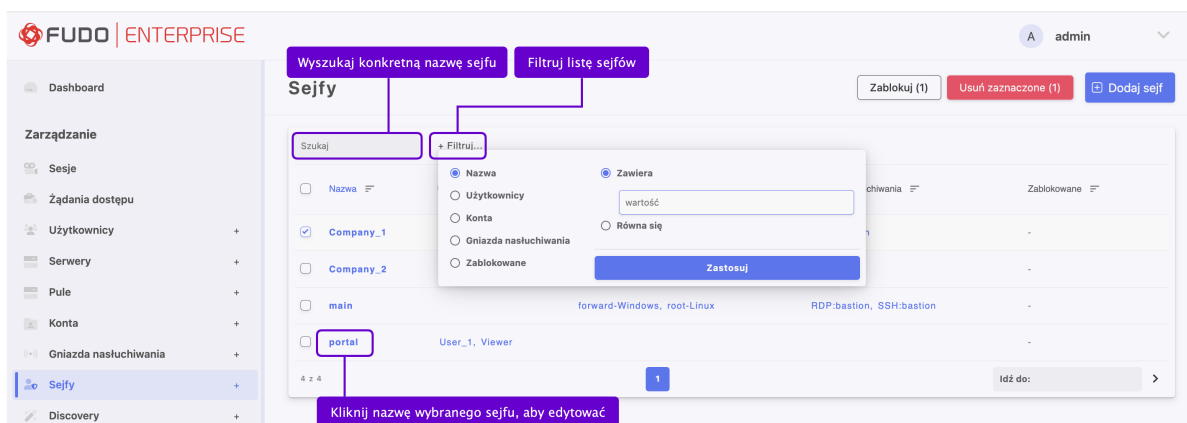 FUDO ENTERPRISE
A admin
Wyszukaj konkretną nazwę sejfu
Filtruj listę sejfów
Dashboard
Sejfy
Zablokuj (1)
Usuń zaznaczone (1)
Dodaj sejf
Zarządzanie
Szukaj
+ Filtruj...
Sesje
Nazwa
Zawiera
Nazwa
Zablokowane
Żądania dostępu
Użytkownicy
wartość
Użytkownicy +
Konta
Równa się
Company_1
-
Gniazda nasłuchiwania
Serwery +
Zablokowane
Zastosuj
Company_2
-
Pule +
main
forward-Windows, root-Linux
RDP:bastion, SSH:bastion
-
Konta +
portal
User_1, Viewer
-
Gniazda nasłuchiwania +
4 z 4
1
Idź do:
Sejfy +
Kliknij nazwę wybranego sejfu, aby edytować
Discovery +